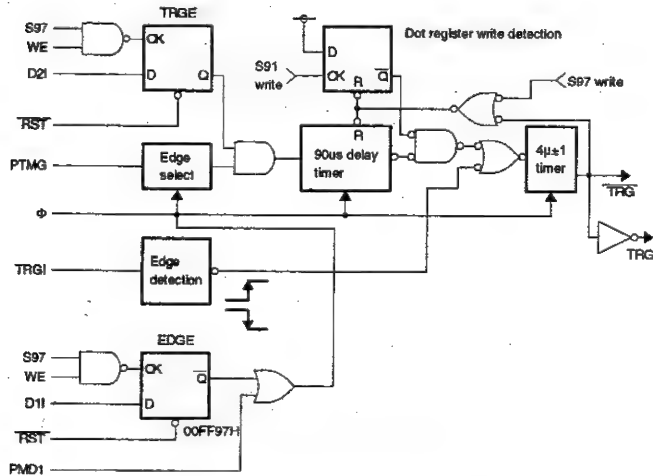 TRGE
S97
WE
CK
D2I
D
Q
RST
PTMG
Edge
select
Φ
TRGI
Edge
detection
EDGE
S97
WE
CK
Q
D1I
D
RST
00FF97H
PMD1
D
Dot register write detection
S91
write
CK
Q
R
S97 write
R
90us delay
timer
4μ±1
timer
TRG
TRG